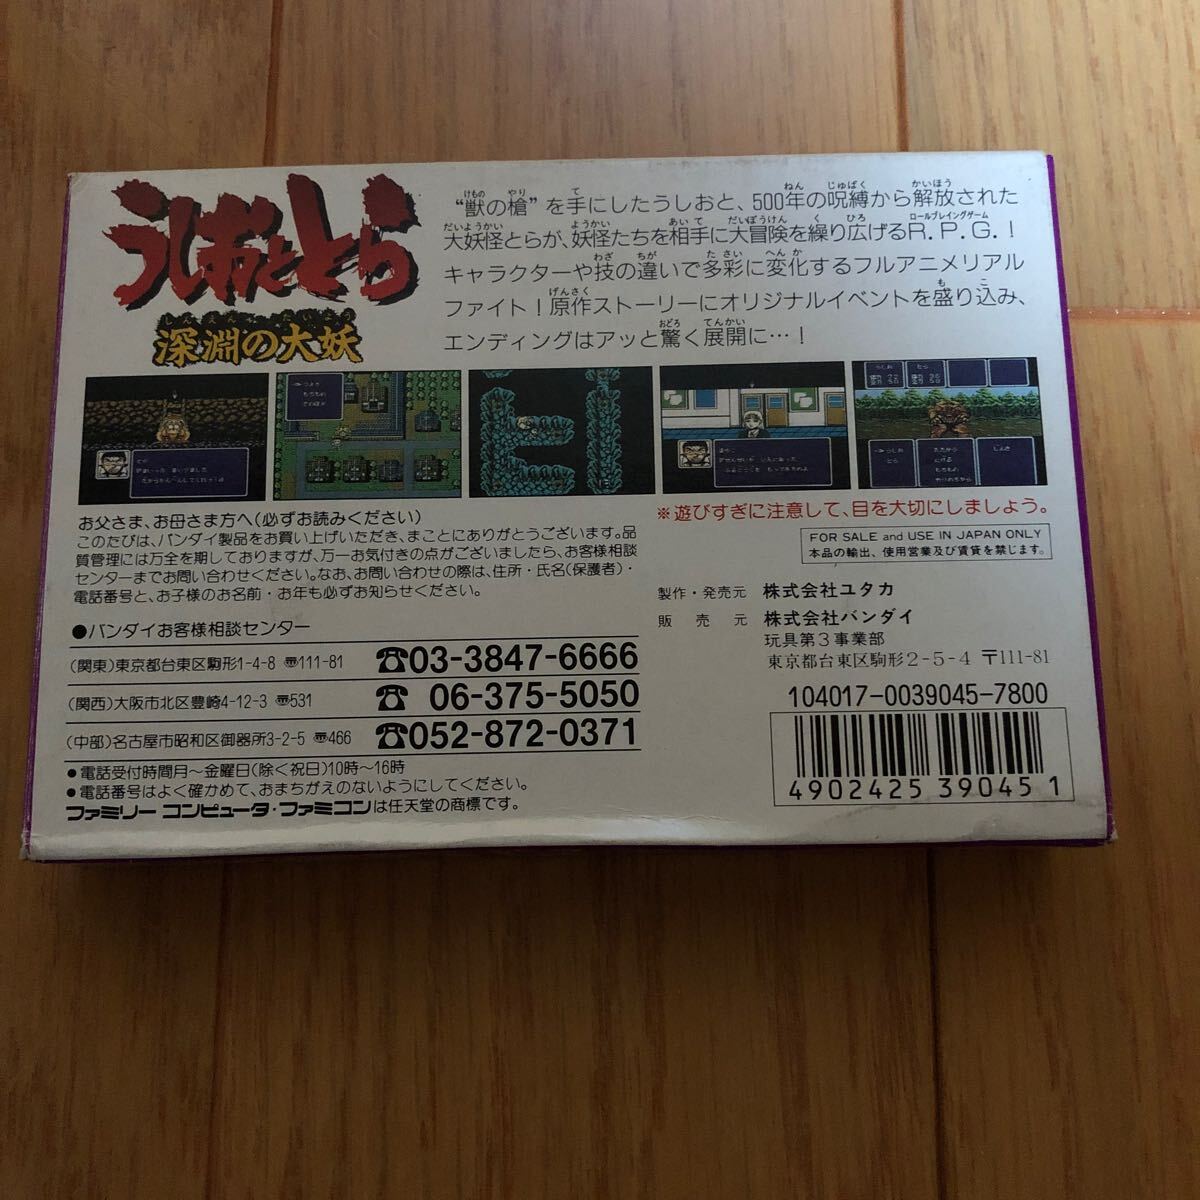 うしおととら
しんえんのたいよう
深淵の大妖
“獣の槍”を手にしたうしおと、500年の呪縛から解放された
大妖怪とらが、妖怪たちを相手に大冒険を繰り広げるR.P.G.!
キャラクターや技の違いで多彩に変化するフルアニメリアル
ファイト!原作ストーリーにオリジナルイベントを盛り込み、
エンディングはアッと驚く展開に…!
お父さま、お母さま方へ(必ずお読みください)
このたびは、バンダイ製品をお買い上げいただき、まことにありがとうございます。品
質管理には万全を期しておりますが、万一お気付きの点がございましたら、お客様相談
センターまでお問い合わせください。なお、お問い合わせの際は、住所・氏名(保護者)・
電話番号と、お子様のお名前・お年も必ずお知らせください。
●バンダイお客様相談センター
(関東)東京都台東区駒形1-4-8 〠111-81 ☎03-3847-6666
(関西)大阪市北区豊崎4-12-3 〠531 ☎06-375-5050
(中部)名古屋市昭和区御器所3-2-5 〠466 ☎052-872-0371
●電話受付時間月〜金曜日(除く祝日)10時〜16時
●電話番号はよく確かめて、おまちがえのないようにしてください。
ファミリーコンピュータ・ファミコンは任天堂の商標です。
※遊びすぎに注意して、目を大切にしましょう。
FOR SALE and USE IN JAPAN ONLY
本品の輸出、使用営業及び賃貸を禁じます。
製作・発売元 株式会社ユタカ
販売元 株式会社バンダイ
玩具第3事業部
東京都台東区駒形2-5-4 〒111-81
104017-0039045-7800
4902425390451